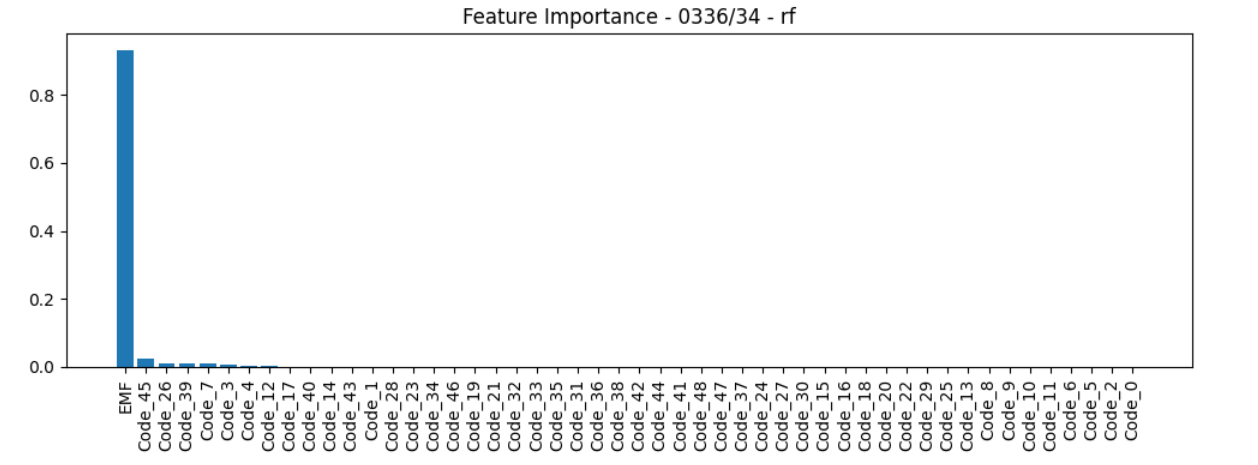 Feature Importance - 0336/34 - rf
0.8
0.6
0.4
0.2
0.0
EMF
Code_45
Code_26
Code_39
Code_7
Code_3
Code_4
Code_12
Code_17
Code_40
Code_14
Code_43
Code_1
Code_28
Code_23
Code_34
Code_46
Code_19
Code_21
Code_32
Code_33
Code_35
Code_31
Code_36
Code_38
Code_42
Code_44
Code_41
Code_48
Code_47
Code_37
Code_24
Code_27
Code_30
Code_15
Code_16
Code_18
Code_20
Code_22
Code_29
Code_25
Code_13
Code_8
Code_9
Code_10
Code_11
Code_6
Code_5
Code_2
Code_0